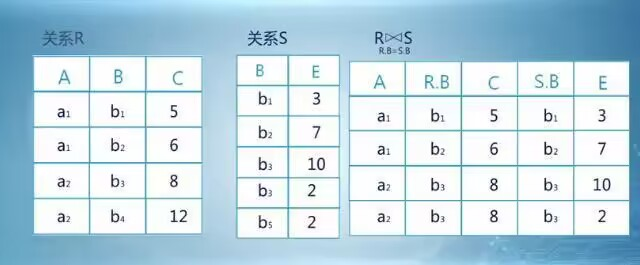 关系R
A B C
a1 b1 5
a1 b2 6
a2 b3 8
a2 b4 12
关系S
B E
b1 3
b2 7
b3 10
b3 2
b5 2
R⋈S
R.B=S.B
A R.B C S.B E
a1 b1 5 b1 3
a1 b2 6 b2 7
a2 b3 8 b3 10
a2 b3 8 b3 2